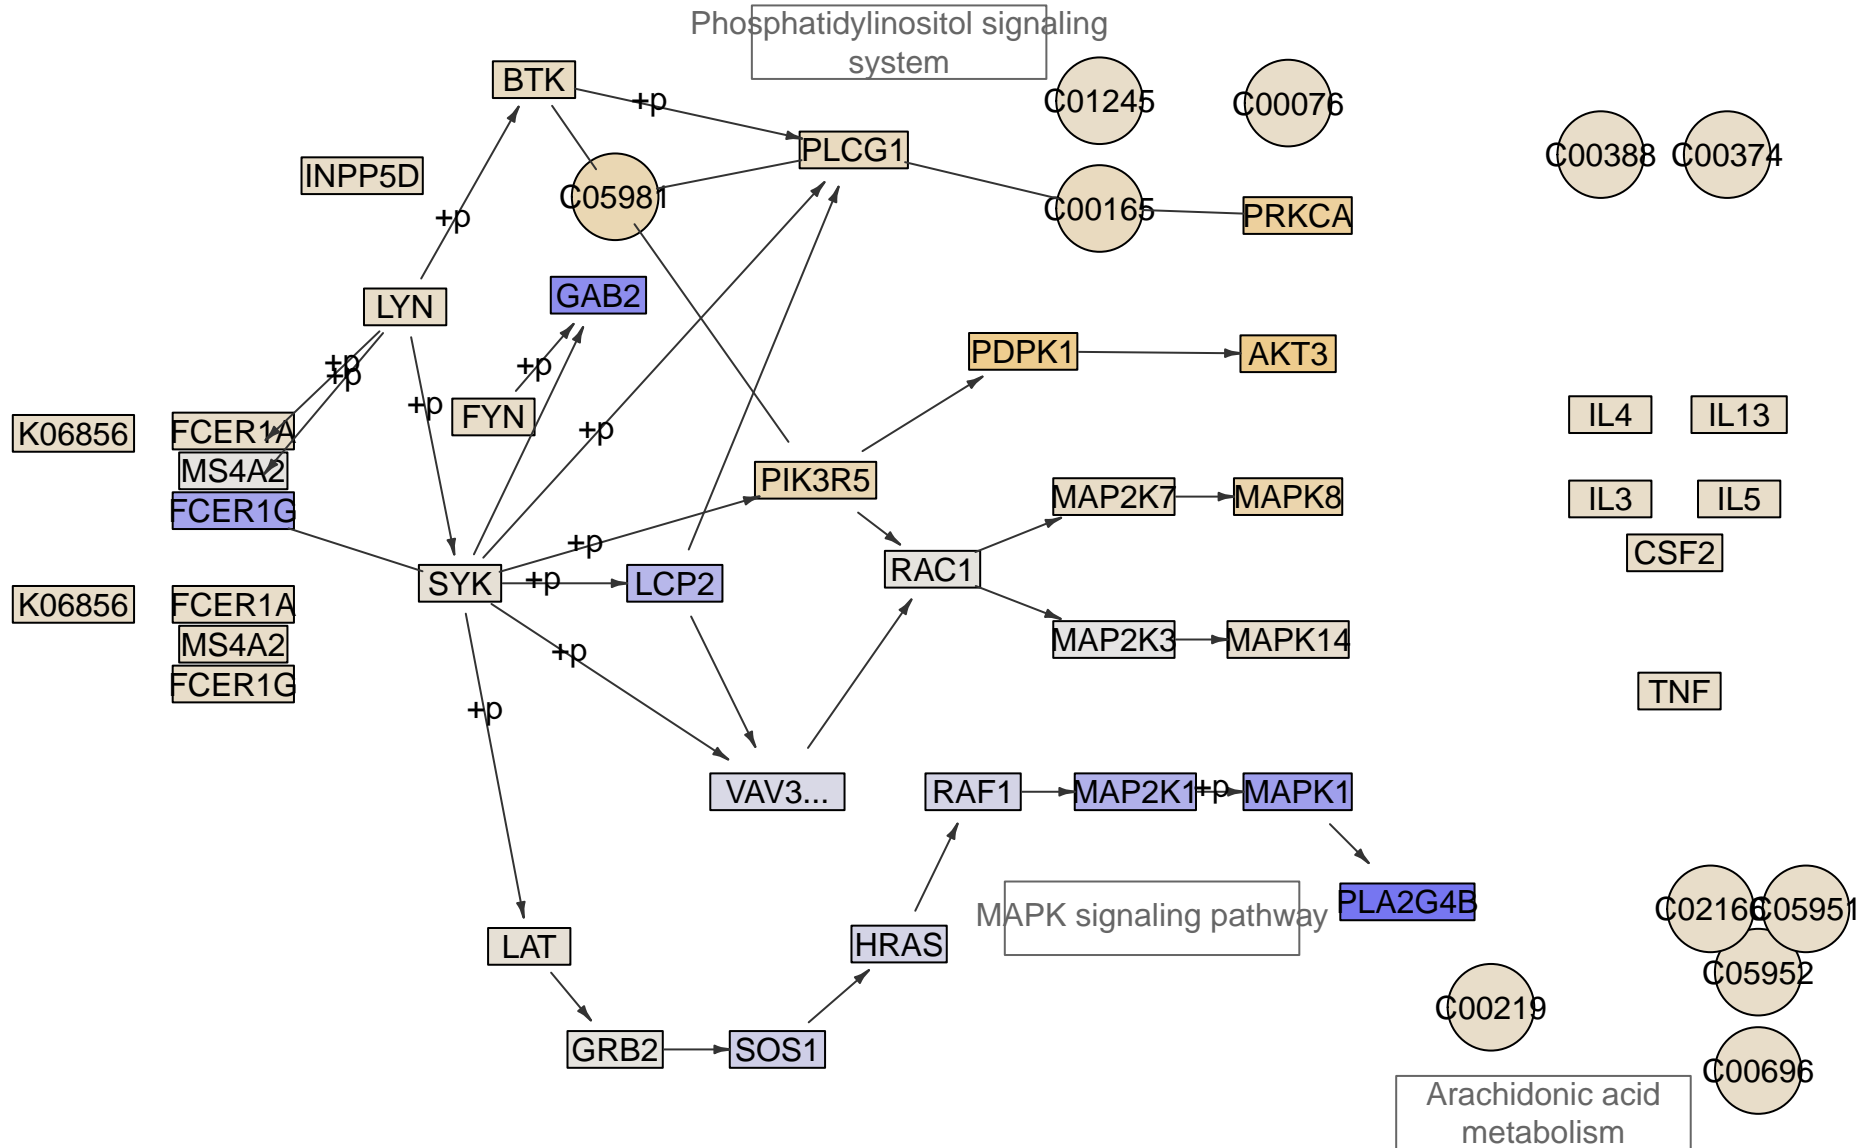 Phosphatidylinositol signaling
system
BTK
+p
C01245
C00076
PLCG1
C00388
C00374
INPP5D
C05981
C00165
PRKCA
+p
GAB2
LYN
PDPK1
AKT3
+p
+p
+p
+p
FYN
+p
IL4
IL13
K06856
FCER1A
MS4A2
FCER1G
PIK3R5
MAP2K7
MAPK8
IL3
IL5
+p
CSF2
SYK
+p
LCP2
RAC1
K06856
FCER1A
MS4A2
FCER1G
+p
MAP2K3
MAPK14
TNF
+p
VAV3...
RAF1
MAP2K1
+p
MAPK1
PLA2G4B
MAPK signaling pathway
C02166
C05951
C05952
LAT
HRAS
C00219
GRB2
SOS1
C00696
Arachidonic acid
metabolism